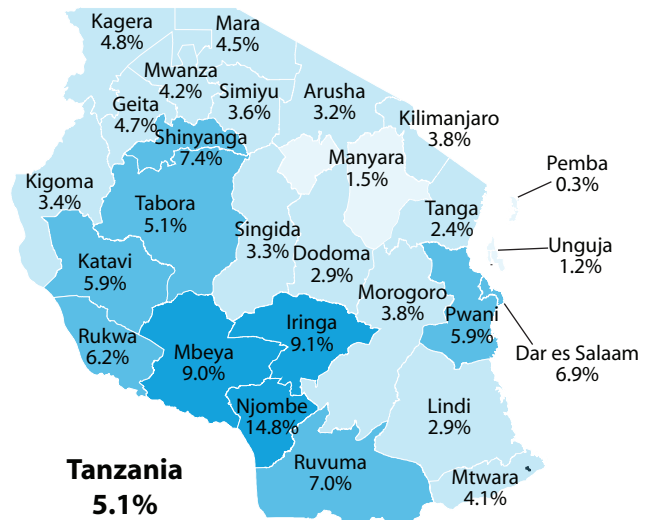 Kagera
4.8%
Mara
4.5%
Mwanza
4.2%
Simiyu
3.6%
Arusha
3.2%
Geita
4.7%
Kilimanjaro
3.8%
Shinyanga
7.4%
Manyara
1.5%
Pemba
0.3%
Kigoma
3.4%
Tabora
5.1%
Tanga
2.4%
Singida
3.3%
Unguja
1.2%
Dodoma
2.9%
Katavi
5.9%
Morogoro
3.8%
Pwani
5.9%
Iringa
9.1%
Rukwa
6.2%
Mbeya
9.0%
Dar es Salaam
6.9%
Njombe
14.8%
Lindi
2.9%
Ruvuma
7.0%
Mtwara
4.1%
Tanzania
5.1%